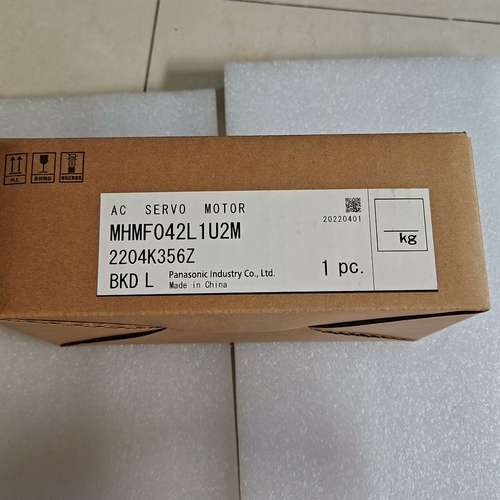 AC SERVO MOTOR
20220401
MHMF042L1U2M
kg
2204K356Z
BKD L
Panasonic Industry Co., Ltd.
Made in China
1 pc.